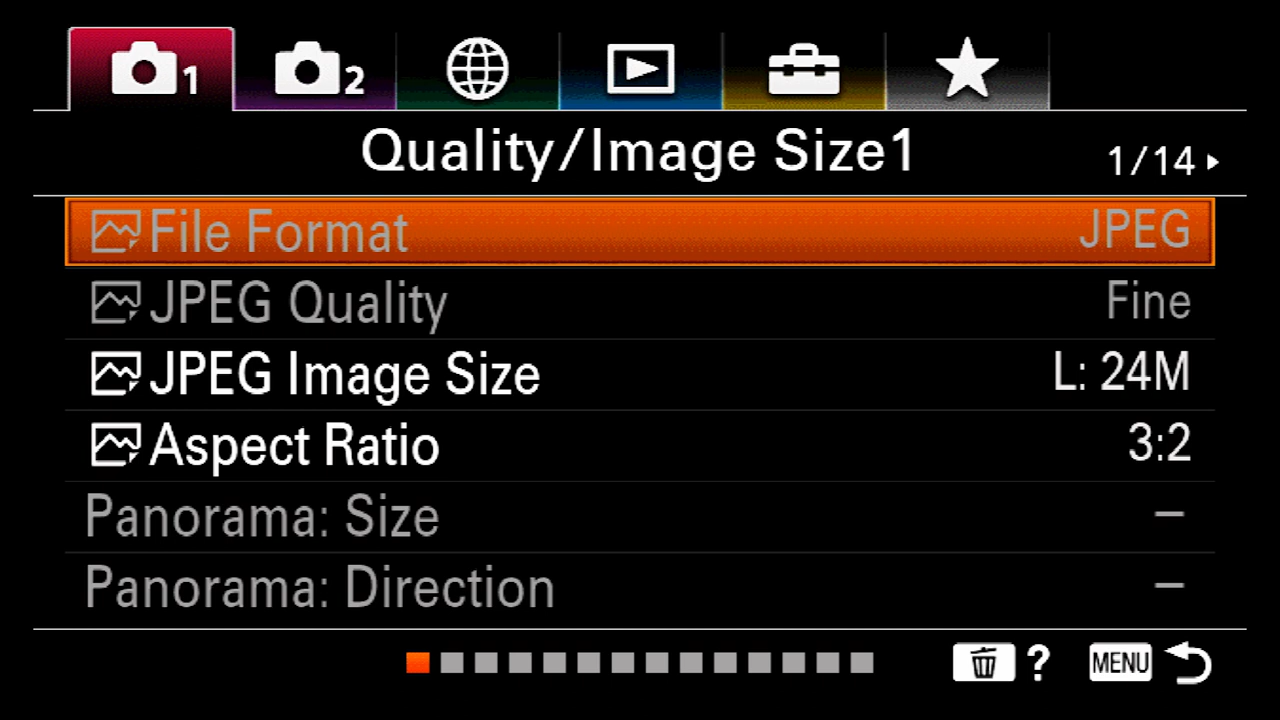 1 2
Quality/Image Size1 1/14
File Format JPEG
JPEG Quality Fine
JPEG Image Size L: 24M
Aspect Ratio 3:2
Panorama: Size –
Panorama: Direction –
? MENU